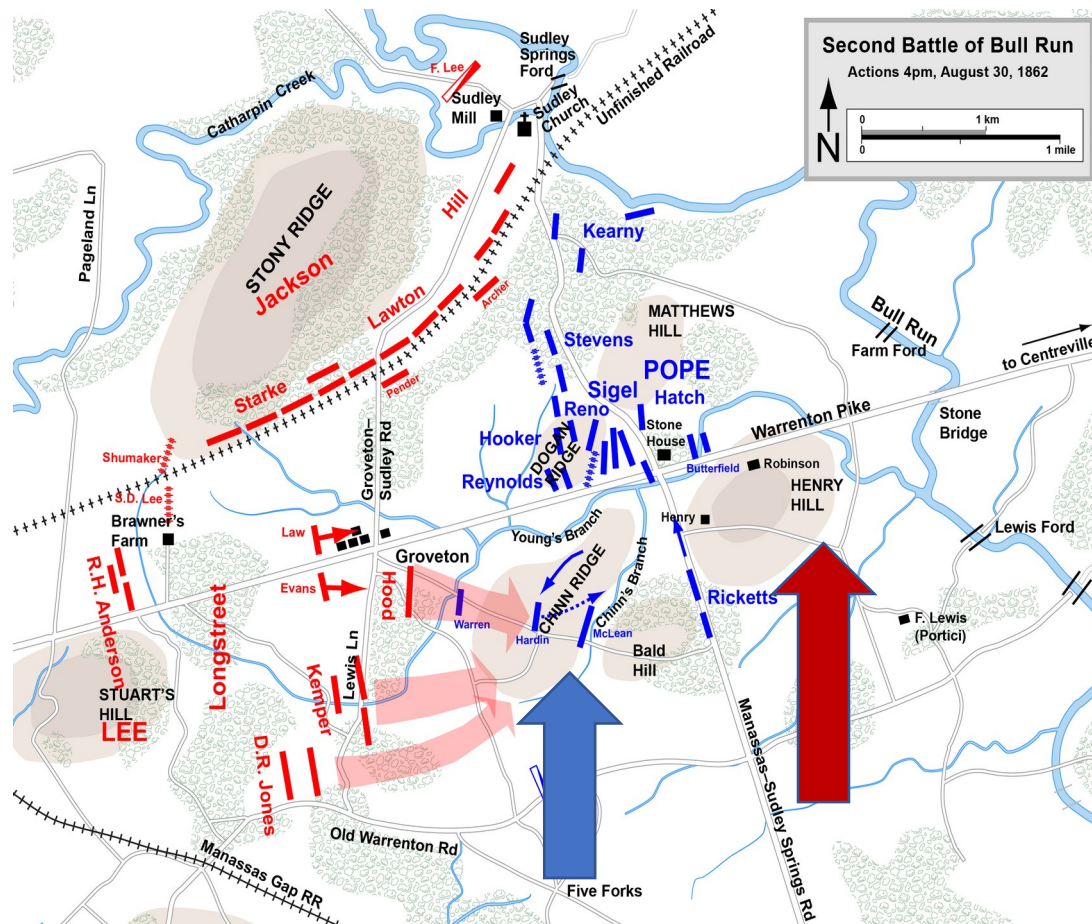 Second Battle of Bull Run
Actions 4pm, August 30, 1862
N
0
1 km
0
1 mile
Sudley
Springs
Ford
F. Lee
Sudley
Mill
Sudley
Church
Unfinished Railroad
Catharpin Creek
Pageland Ln
STONY RIDGE
Jackson
Hill
Kearny
Lawton
Archer
MATTHEWS
HILL
Bull Run
Farm Ford
to Centreville
Stevens
POPE
Sigel
Hatch
Starke
Pender
Reno
Stone
House
Warrenton Pike
Stone
Bridge
Groveton–
Sudley Rd
Hooker
DOGAN
RIDGE
Shumaker
Reynolds
Butterfield
Robinson
HENRY
HILL
S.D. Lee
Brawner's
Farm
Law
Young's Branch
Henry
Lewis Ford
Groveton
R.H. Anderson
Evans
Hood
CHINN RIDGE
Chinn's Branch
Ricketts
Longstreet
Warren
Hardin
McLean
Bald
Hill
F. Lewis
(Portici)
Kemper
Lewis Ln
STUART'S
HILL
LEE
D.R. Jones
Manassas–Sudley Springs Rd
Old Warrenton Rd
Manassas Gap RR
Five Forks